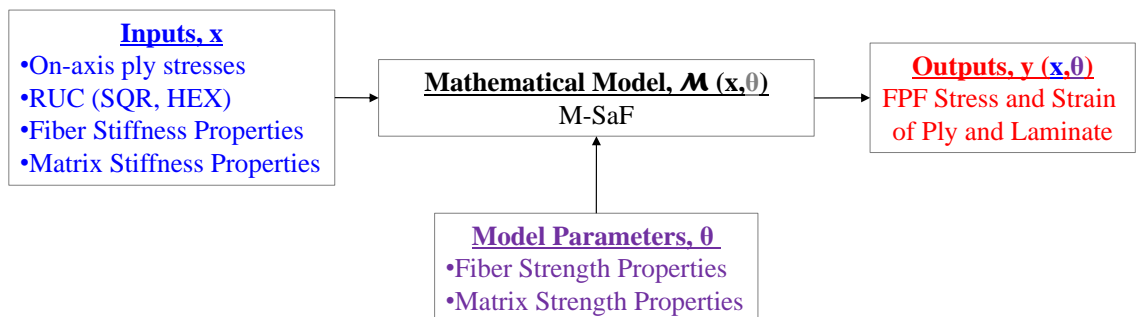 Inputs, x
•On-axis ply stresses
•RUC (SQR, HEX)
•Fiber Stiffness Properties
•Matrix Stiffness Properties
Mathematical Model, 𝓜 (x,θ)
M-SaF
Outputs, y (x,θ)
FPF Stress and Strain
of Ply and Laminate
Model Parameters, θ
•Fiber Strength Properties
•Matrix Strength Properties